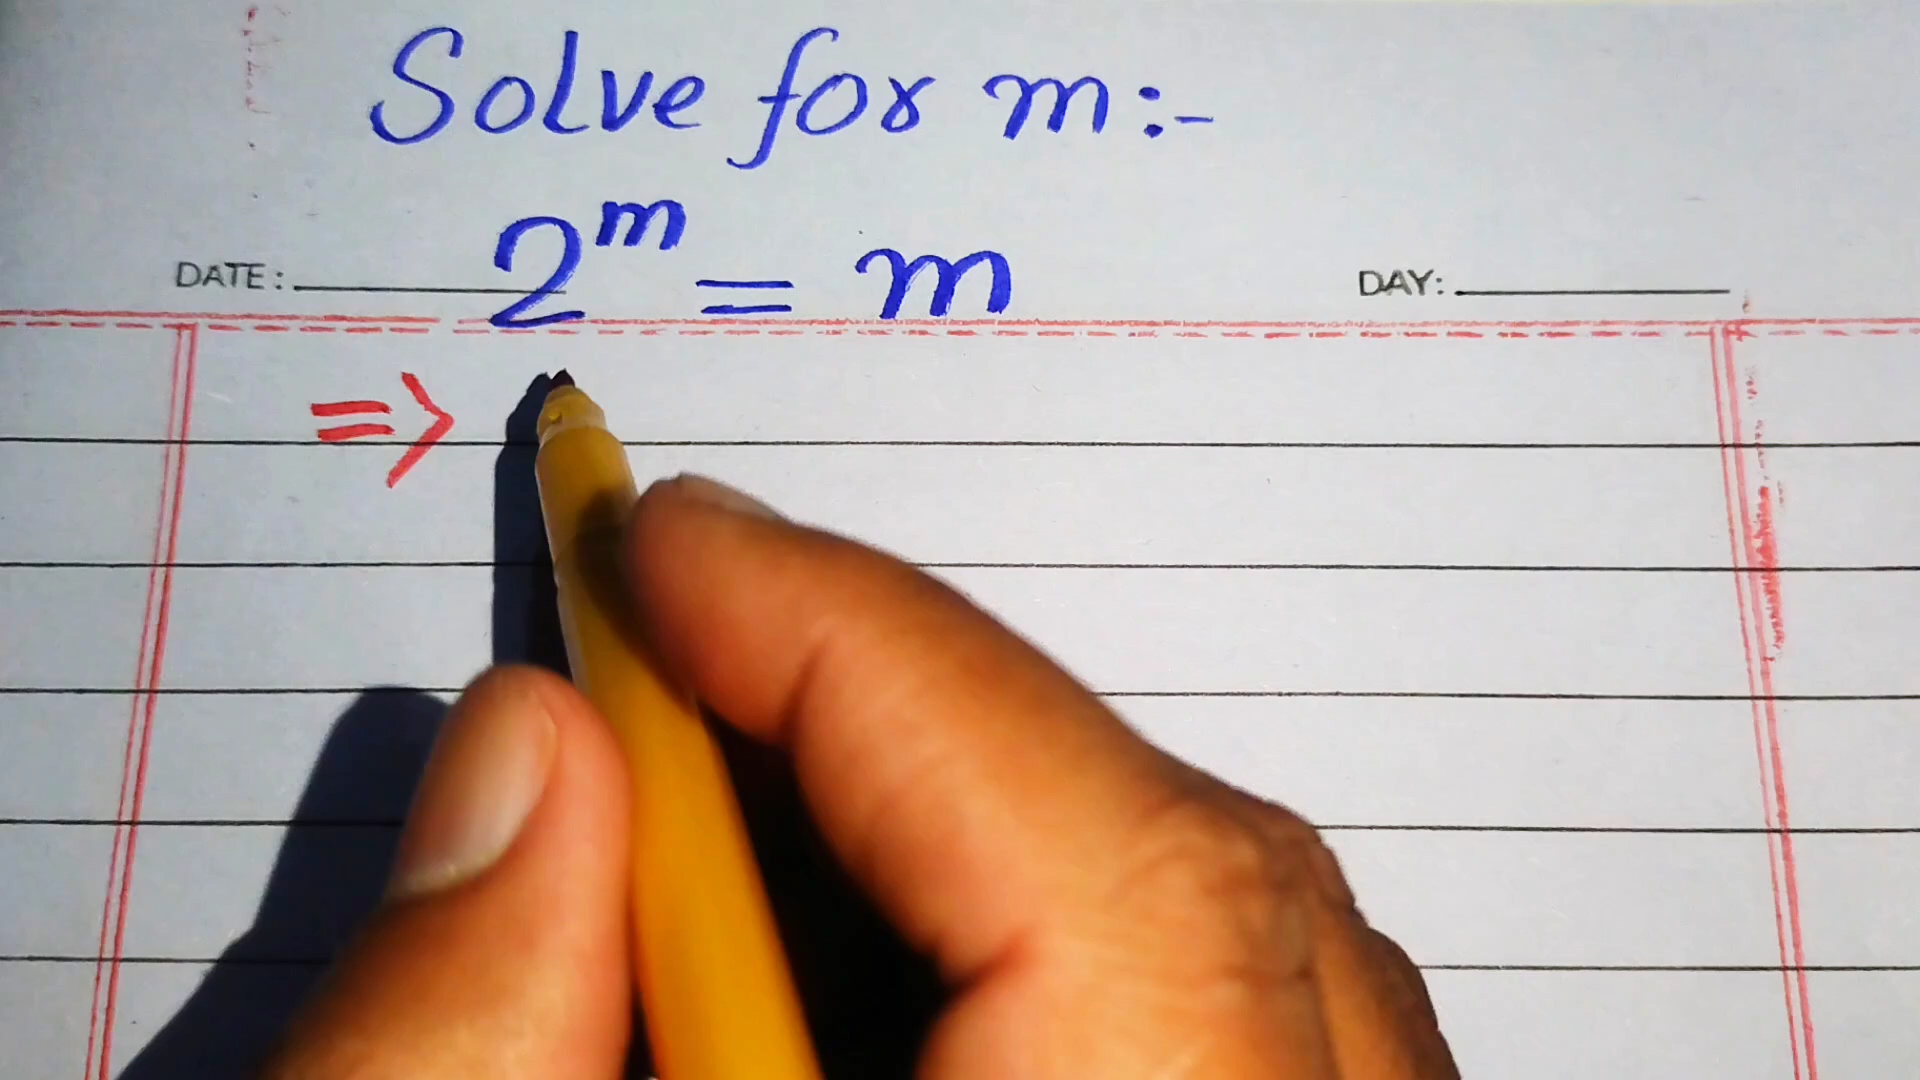 Solve for m:-
2^m = m
DATE: DAY:
=>